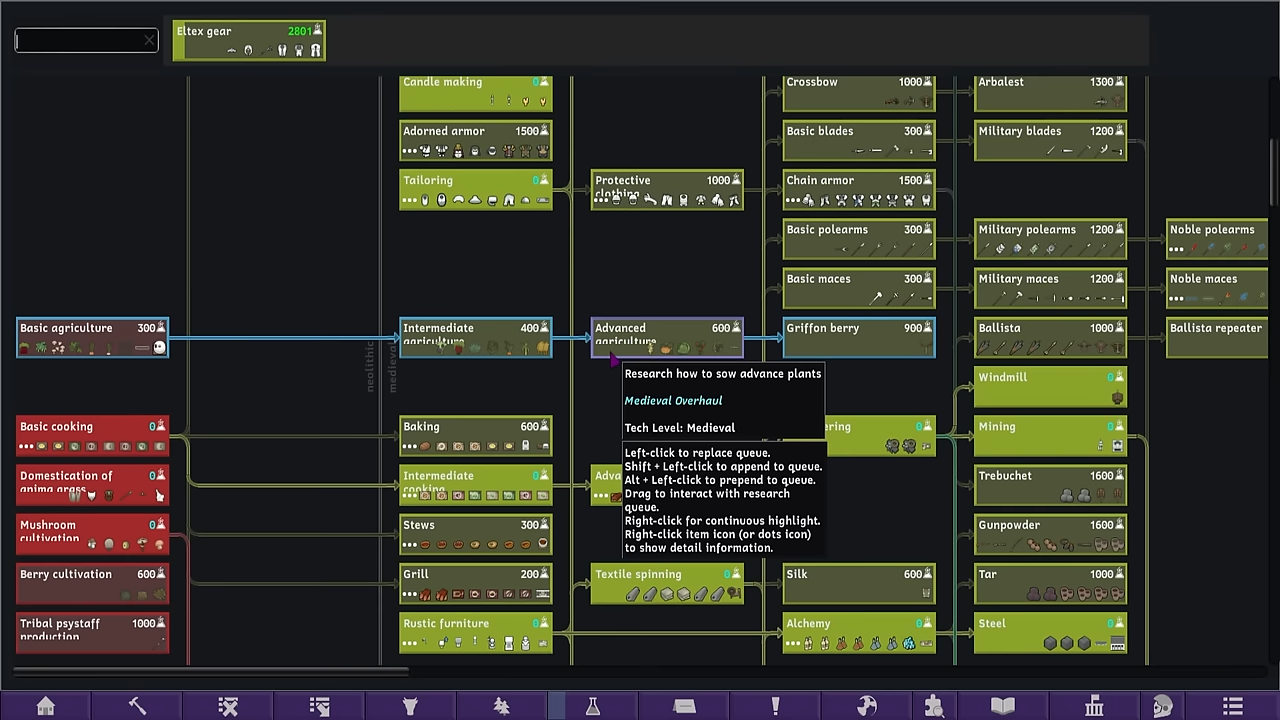 Eltex gear 2801
Candle making 0
Crossbow 1000
Arbalest 1300
Adorned armor 1500
Basic blades 300
Military blades 1200
Tailoring 0
Protective clothing 1000
Chain armor 1500
Basic polearms 300
Military polearms 1200
Noble polearms
Basic maces 300
Military maces 1200
Noble maces
Basic agriculture 300
Intermediate agriculture 400
Advanced agriculture 600
Griffon berry 900
Ballista 1000
Ballista repeater
neolithic
medieval
Research how to sow advance plants
Medieval Overhaul
Tech Level: Medieval
Left-click to replace queue.
Shift + Left-click to append to queue.
Alt + Left-click to prepend to queue.
Drag to interact with research
queue.
Right-click for continuous highlight.
Right-click item icon (or dots icon)
to show detail information.
Windmill 0
Basic cooking 0
Baking 600
ering 0
Mining 0
Domestication of
animal grass 0
Intermediate cooking 0
Adva
Trebuchet 1600
Mushroom
cultivation 0
Stews 300
Gunpowder 1600
Berry cultivation 600
Grill 200
Textile spinning 0
Silk 600
Tar 1000
Tribal psystaff
production 1000
Rustic furniture 0
Alchemy 0
Steel 0